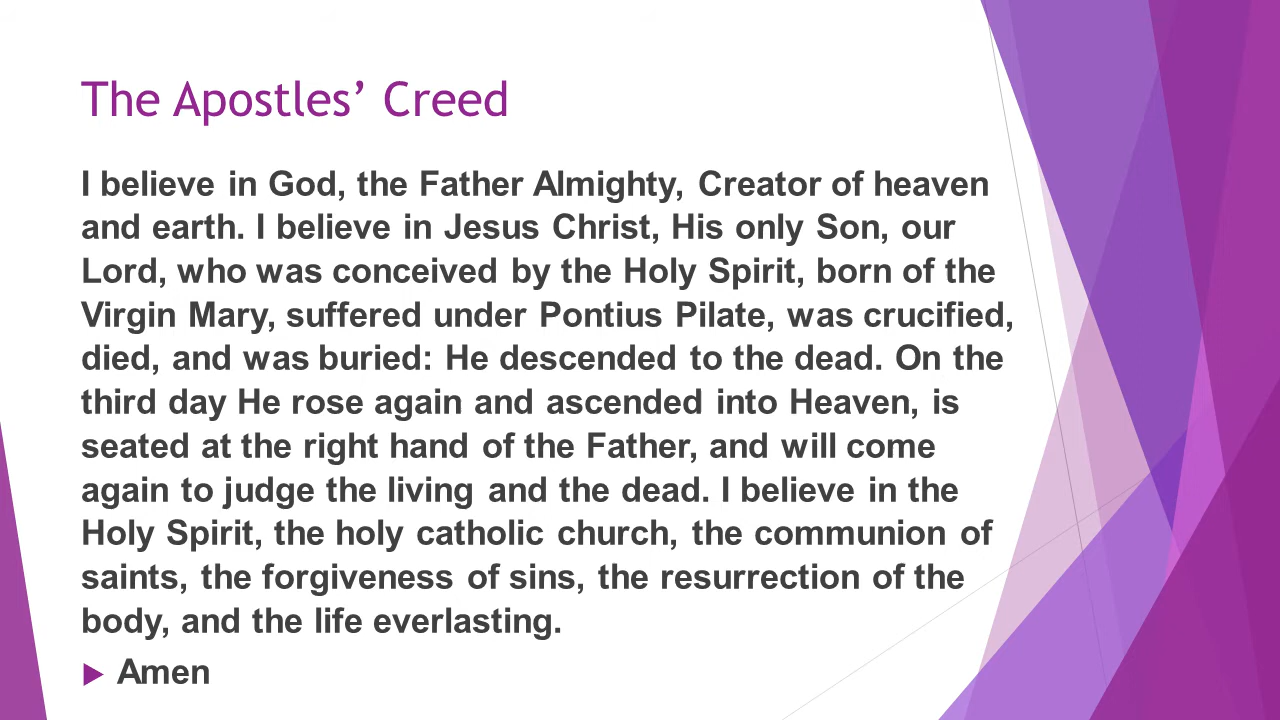 The Apostles’ Creed
I believe in God, the Father Almighty, Creator of heaven
and earth. I believe in Jesus Christ, His only Son, our
Lord, who was conceived by the Holy Spirit, born of the
Virgin Mary, suffered under Pontius Pilate, was crucified,
died, and was buried: He descended to the dead. On the
third day He rose again and ascended into Heaven, is
seated at the right hand of the Father, and will come
again to judge the living and the dead. I believe in the
Holy Spirit, the holy catholic church, the communion of
saints, the forgiveness of sins, the resurrection of the
body, and the life everlasting.
Amen